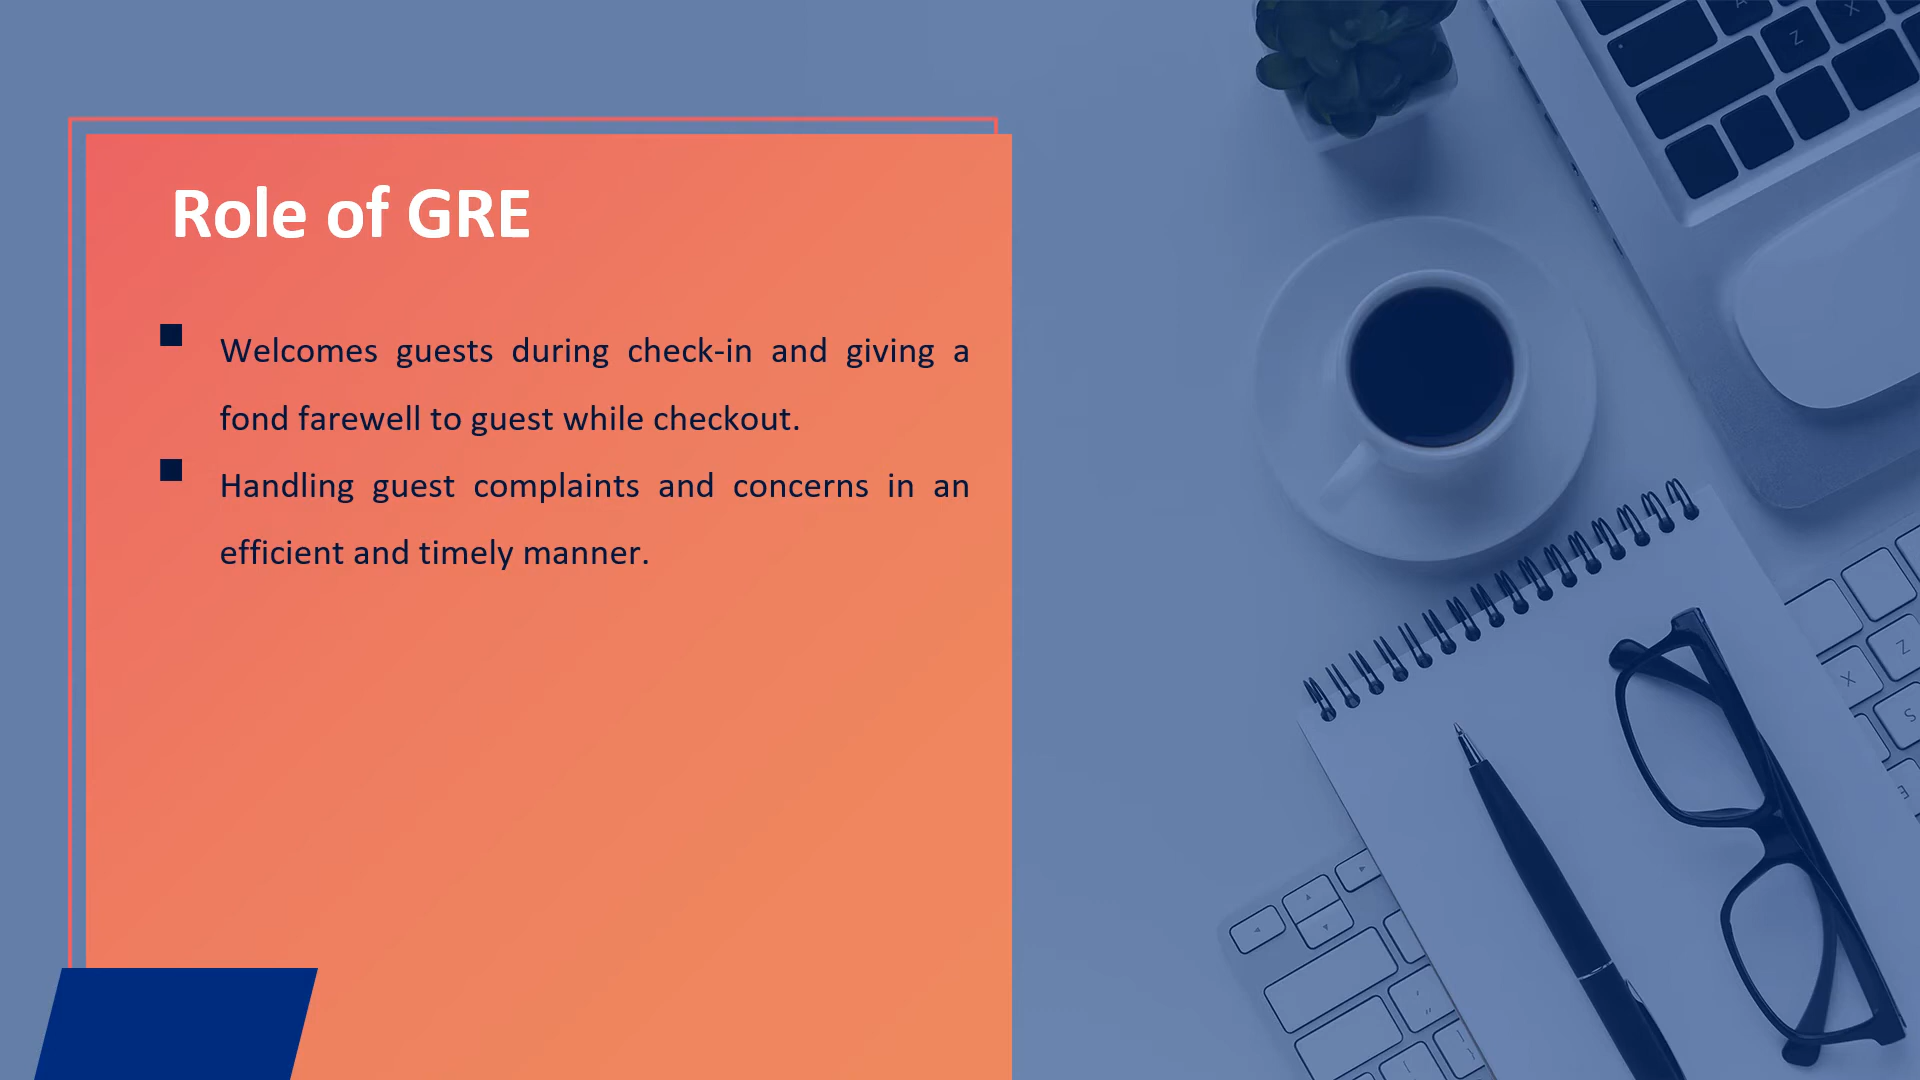 Role of GRE
Welcomes guests during check-in and giving a
fond farewell to guest while checkout.
Handling guest complaints and concerns in an
efficient and timely manner.